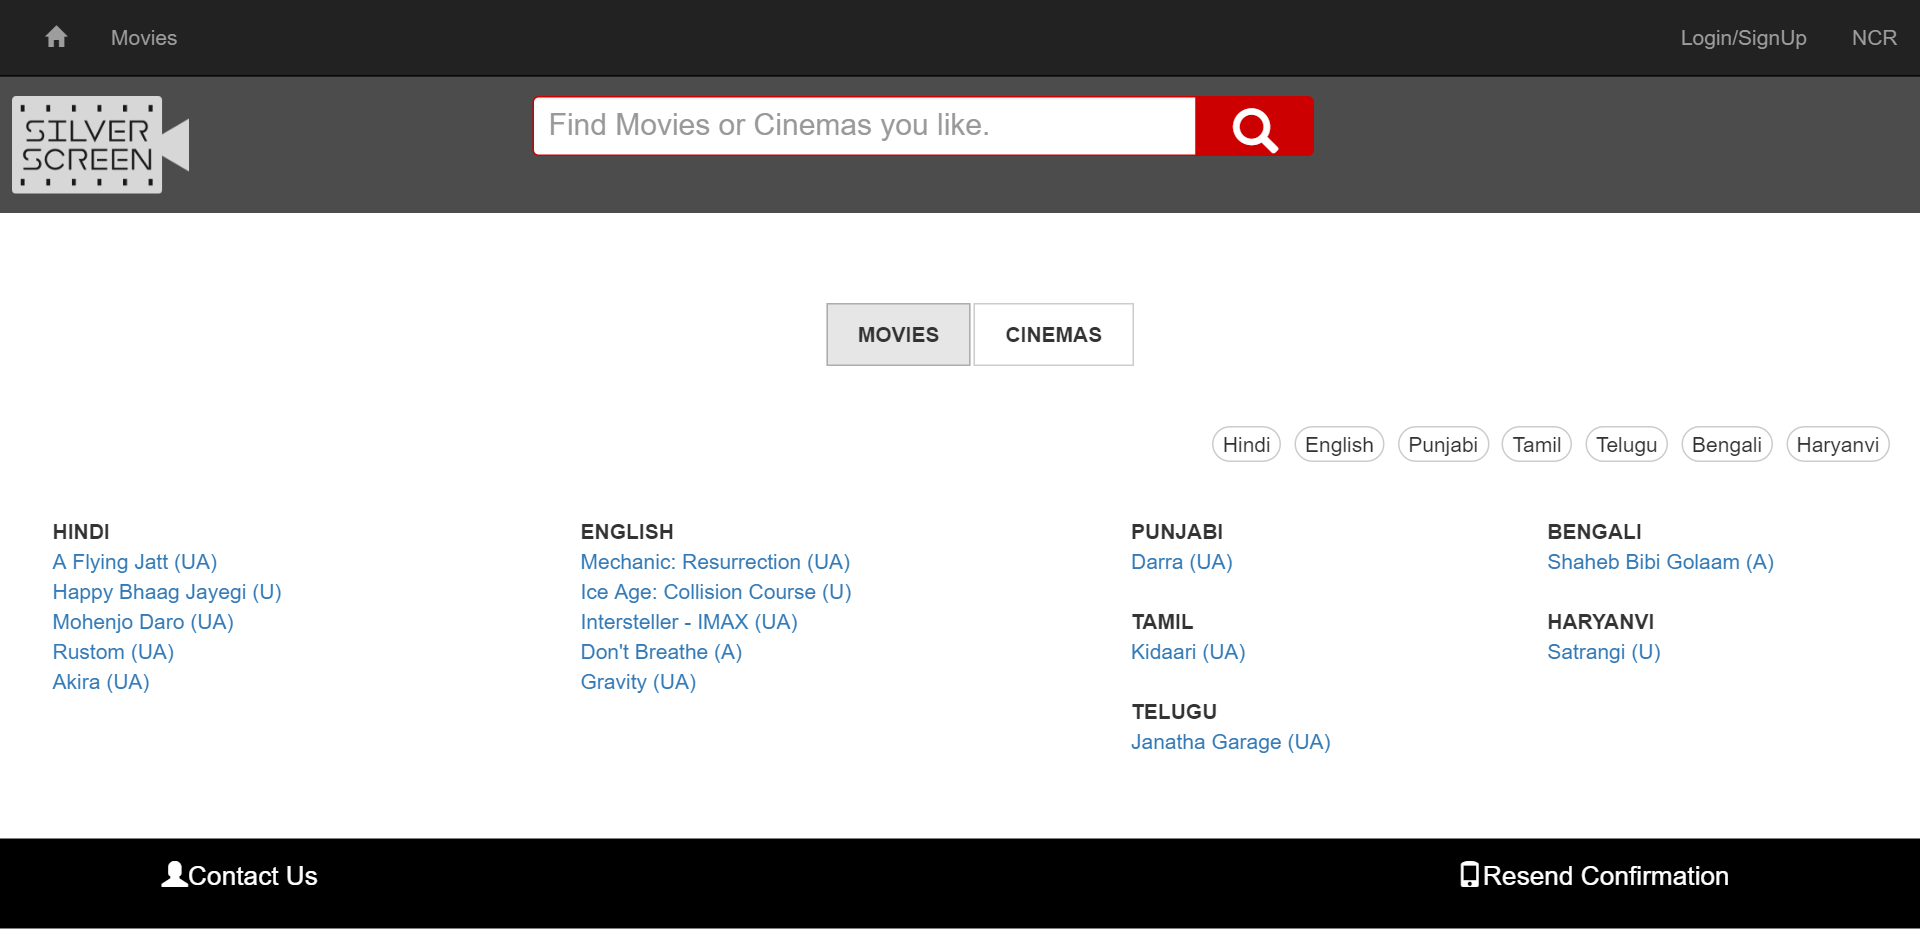 Movies
Login/SignUp
NCR
SILVER
SCREEN
Find Movies or Cinemas you like.
MOVIES
CINEMAS
Hindi
English
Punjabi
Tamil
Telugu
Bengali
Haryanvi
HINDI
A Flying Jatt (UA)
Happy Bhaag Jayegi (U)
Mohenjo Daro (UA)
Rustom (UA)
Akira (UA)
ENGLISH
Mechanic: Resurrection (UA)
Ice Age: Collision Course (U)
Intersteller - IMAX (UA)
Don't Breathe (A)
Gravity (UA)
PUNJABI
Darra (UA)
TAMIL
Kidaari (UA)
TELUGU
Janatha Garage (UA)
BENGALI
Shaheb Bibi Golaam (A)
HARYANVI
Satrangi (U)
Contact Us
Resend Confirmation